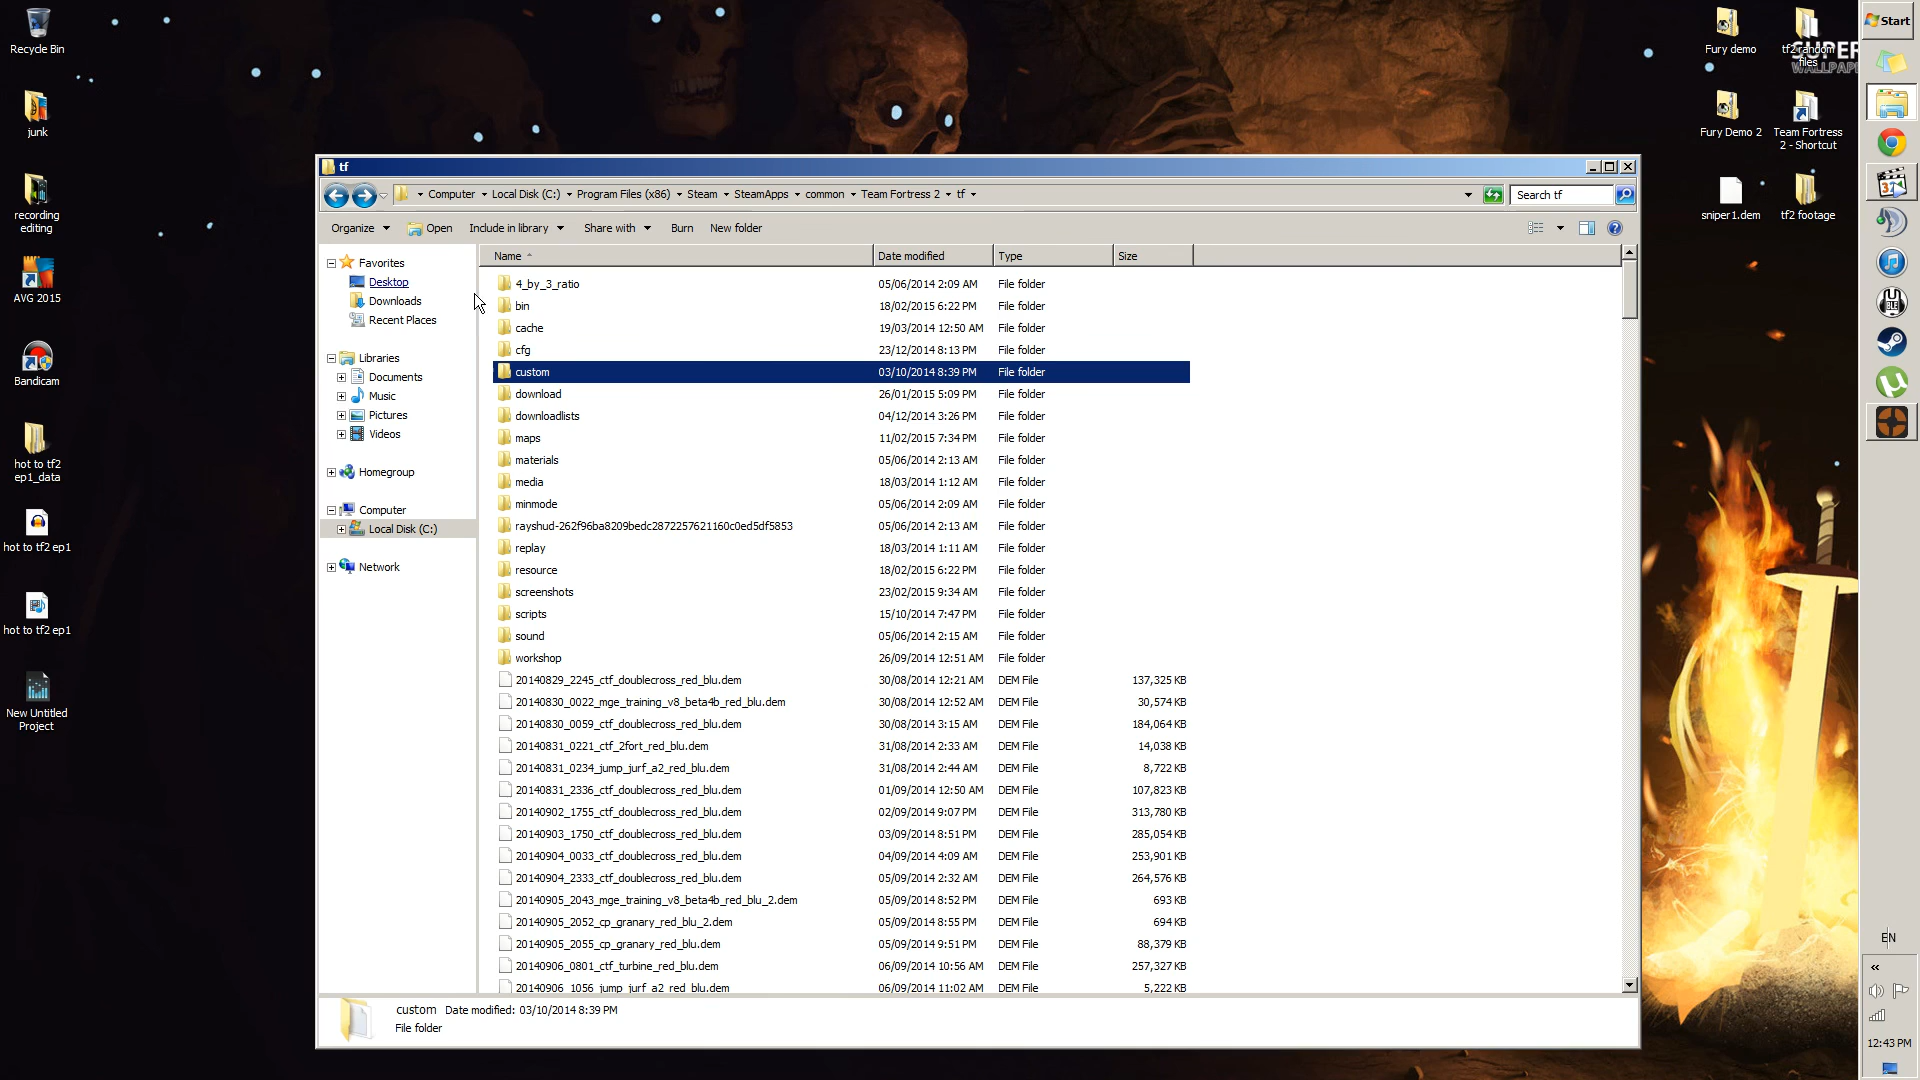 Recycle Bin
junk
recording
editing
AVG 2015
Bandicam
hot to tf2
ep1_data
hot to tf2 ep1
hot to tf2 ep1
New Untitled
Project
tf
Computer Local Disk (C:) Program Files (x86) Steam SteamApps common Team Fortress 2 tf
Search tf
Organize Open Include in library Share with Burn New folder
Favorites
Desktop
Downloads
Recent Places
Libraries
Documents
Music
Pictures
Videos
Homegroup
Computer
Local Disk (C:)
Network
Name Date modified Type Size
4_by_3_ratio 05/06/2014 2:09 AM File folder
bin 18/02/2015 6:22 PM File folder
cache 19/03/2014 12:50 AM File folder
cfg 23/12/2014 8:13 PM File folder
custom 03/10/2014 8:39 PM File folder
download 26/01/2015 5:09 PM File folder
downloadlists 04/12/2014 3:26 PM File folder
maps 11/02/2015 7:34 PM File folder
materials 05/06/2014 2:13 AM File folder
media 18/03/2014 1:12 AM File folder
minmode 05/06/2014 2:09 AM File folder
rayshud-262f96ba8209bedc2872257621160c0ed5df5853 05/06/2014 2:13 AM File folder
replay 18/03/2014 1:11 AM File folder
resource 18/02/2015 6:22 PM File folder
screenshots 23/02/2015 9:34 AM File folder
scripts 15/10/2014 7:47 PM File folder
sound 05/06/2014 2:15 AM File folder
workshop 26/09/2014 12:51 AM File folder
20140829_2245_ctf_doublecross_red_blu.dem 30/08/2014 12:21 AM DEM File 137,325 KB
20140830_0022_mge_training_v8_beta4b_red_blu.dem 30/08/2014 12:52 AM DEM File 30,574 KB
20140830_0059_ctf_doublecross_red_blu.dem 30/08/2014 3:15 AM DEM File 184,064 KB
20140831_0221_ctf_2fort_red_blu.dem 31/08/2014 2:33 AM DEM File 14,038 KB
20140831_0234_jump_jurf_a2_red_blu.dem 31/08/2014 2:44 AM DEM File 8,722 KB
20140831_2336_ctf_doublecross_red_blu.dem 01/09/2014 12:50 AM DEM File 107,823 KB
20140902_1755_ctf_doublecross_red_blu.dem 02/09/2014 9:07 PM DEM File 313,780 KB
20140903_1750_ctf_doublecross_red_blu.dem 03/09/2014 8:51 PM DEM File 285,054 KB
20140904_0033_ctf_doublecross_red_blu.dem 04/09/2014 4:09 AM DEM File 253,901 KB
20140904_2333_ctf_doublecross_red_blu.dem 05/09/2014 2:32 AM DEM File 264,576 KB
20140905_2043_mge_training_v8_beta4b_red_blu_2.dem 05/09/2014 8:52 PM DEM File 693 KB
20140905_2052_cp_granary_red_blu_2.dem 05/09/2014 8:55 PM DEM File 694 KB
20140905_2055_cp_granary_red_blu.dem 05/09/2014 9:51 PM DEM File 88,379 KB
20140906_0801_ctf_turbine_red_blu.dem 06/09/2014 10:56 AM DEM File 257,327 KB
20140906_1056_jump_jurf_a2_red_blu.dem 06/09/2014 11:02 AM DEM File 5,222 KB
custom Date modified: 03/10/2014 8:39 PM
File folder
Fury demo
tf2 random
files
SUPER
WALLPAP
Fury Demo 2
Team Fortress
2 - Shortcut
sniper1.dem
tf2 footage
Start
37
EN
12:43 PM